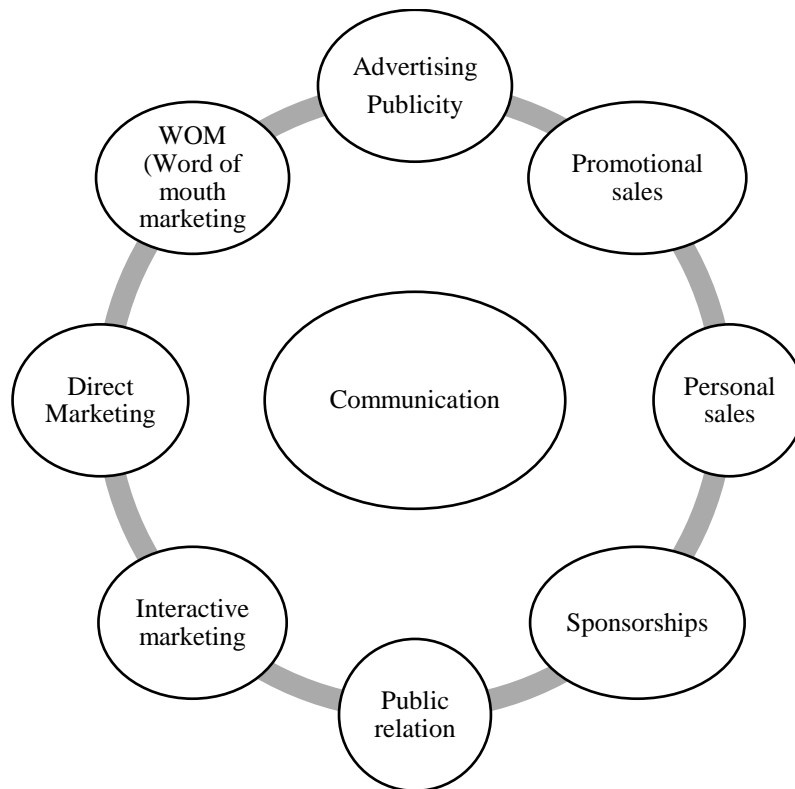 Advertising
Publicity
Promotional
sales
Personal
sales
Sponsorships
Public
relation
Interactive
marketing
Direct
Marketing
WOM
(Word of
mouth
marketing
Communication